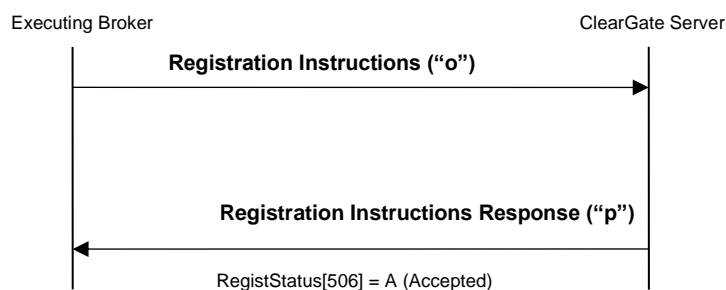 Executing Broker
ClearGate Server
Registration Instructions (“o”)
Registration Instructions Response (“p”)
RegistStatus[506] = A (Accepted)